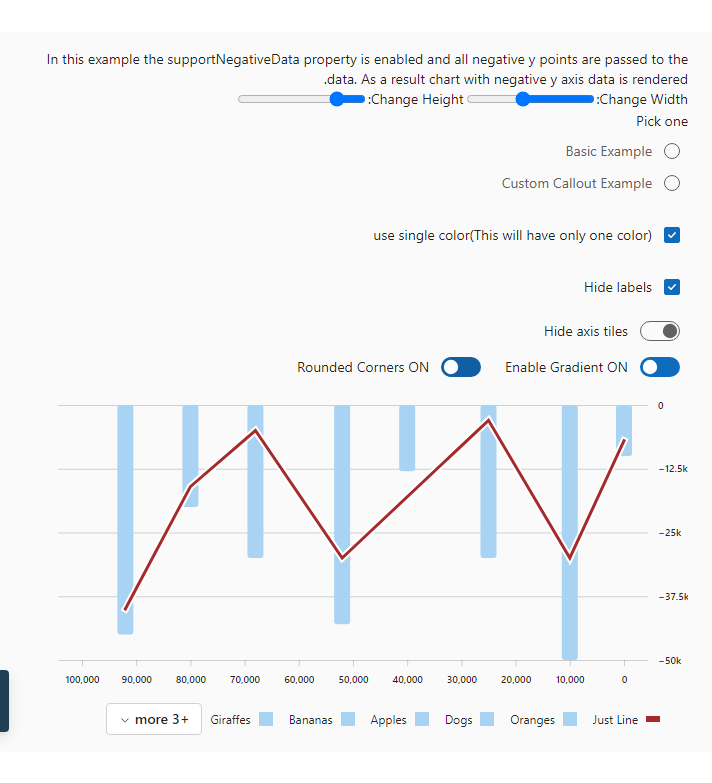 In this example the supportNegativeData property is enabled and all negative y points are passed to the
.data. As a result chart with negative y axis data is rendered
:Change Width :Change Height
Pick one
Basic Example
Custom Callout Example
use single color(This will have only one color)
Hide labels
Hide axis tiles
Enable Gradient ON Rounded Corners ON
0
−12.5k
−25k
−37.5k
−50k
100,000 90,000 80,000 70,000 60,000 50,000 40,000 30,000 20,000 10,000 0
more 3+ Giraffes Bananas Apples Dogs Oranges Just Line